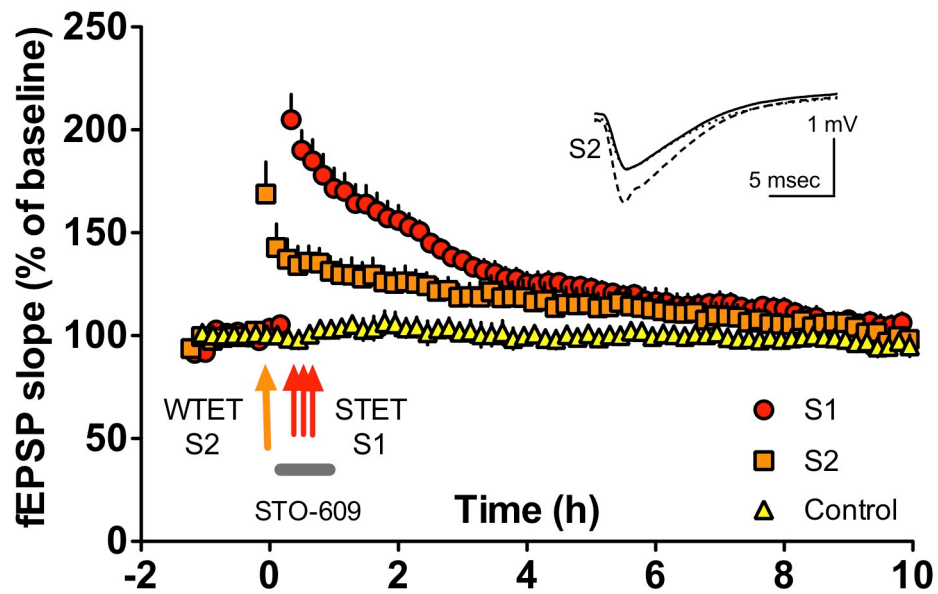 fEPSP slope (% of baseline)
250
200
150
100
50
0
-2
0
2
4
6
8
10
Time (h)
S2
1 mV
5 msec
WTET
S2
STET
S1
STO-609
S1
S2
Control